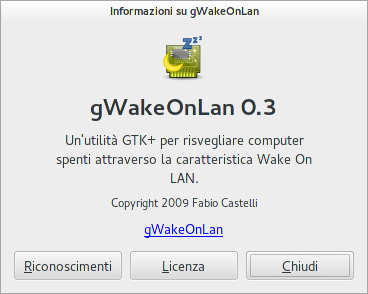 Informazioni su gWakeOnLan
zzz
gWakeOnLan 0.3
Un'utilità GTK+ per risvegliare computer
spenti attraverso la caratteristica Wake On
LAN.
Copyright 2009 Fabio Castelli
gWakeOnLan
Riconoscimenti Licenza Chiudi